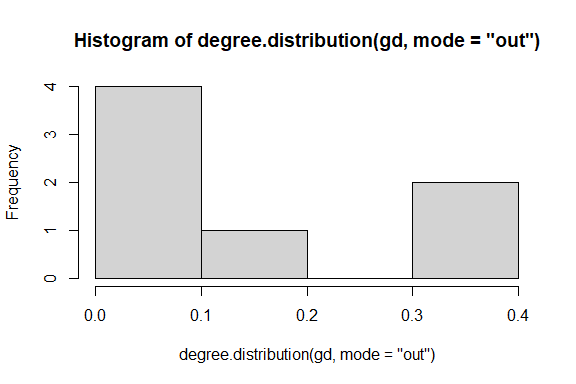 Histogram of degree.distribution(gd, mode = "out")
Frequency
4
3
2
1
0
0.0 0.1 0.2 0.3 0.4
degree.distribution(gd, mode = "out")